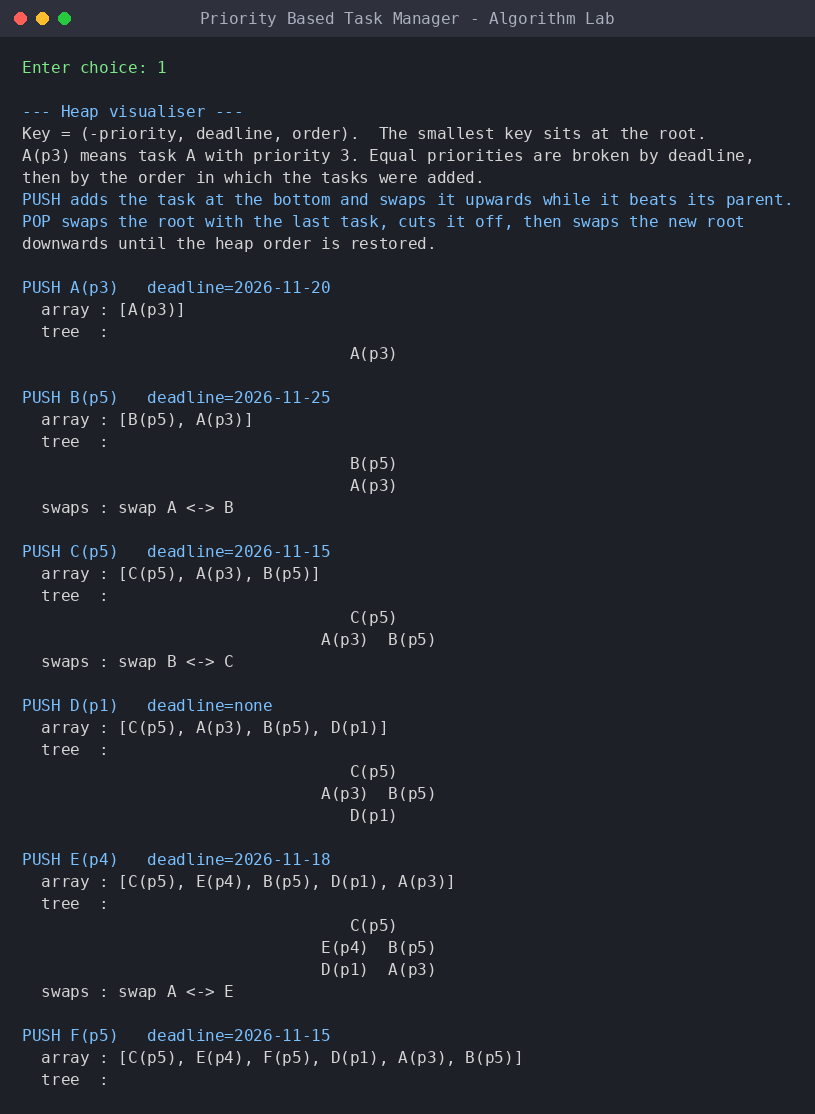 Priority Based Task Manager - Algorithm Lab
Enter choice: 1
--- Heap visualiser ---
Key = (-priority, deadline, order).  The smallest key sits at the root.
A(p3) means task A with priority 3. Equal priorities are broken by deadline,
then by the order in which the tasks were added.
PUSH adds the task at the bottom and swaps it upwards while it beats its parent.
POP swaps the root with the last task, cuts it off, then swaps the new root
downwards until the heap order is restored.
PUSH A(p3)   deadline=2026-11-20
array : [A(p3)]
tree  :
A(p3)
PUSH B(p5)   deadline=2026-11-25
array : [B(p5), A(p3)]
tree  :
B(p5)
A(p3)
swaps : swap A <-> B
PUSH C(p5)   deadline=2026-11-15
array : [C(p5), A(p3), B(p5)]
tree  :
C(p5)
A(p3)  B(p5)
swaps : swap B <-> C
PUSH D(p1)   deadline=none
array : [C(p5), A(p3), B(p5), D(p1)]
tree  :
C(p5)
A(p3)  B(p5)
D(p1)
PUSH E(p4)   deadline=2026-11-18
array : [C(p5), E(p4), B(p5), D(p1), A(p3)]
tree  :
C(p5)
E(p4)  B(p5)
D(p1)  A(p3)
swaps : swap A <-> E
PUSH F(p5)   deadline=2026-11-15
array : [C(p5), E(p4), F(p5), D(p1), A(p3), B(p5)]
tree  :